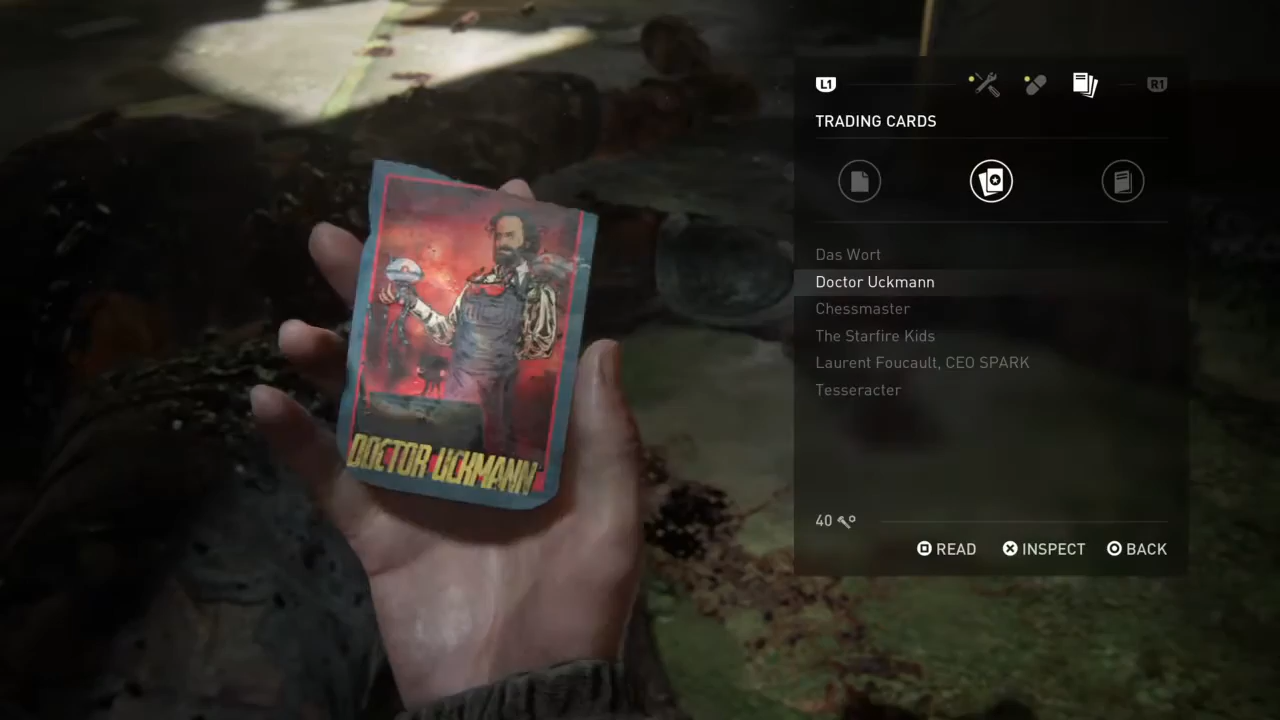 L1
R1
TRADING CARDS
Das Wort
Doctor Uckmann
Chessmaster
The Starfire Kids
Laurent Foucault, CEO SPARK
Tesseracter
40
READ
INSPECT
BACK
DOCTOR UCKMANN